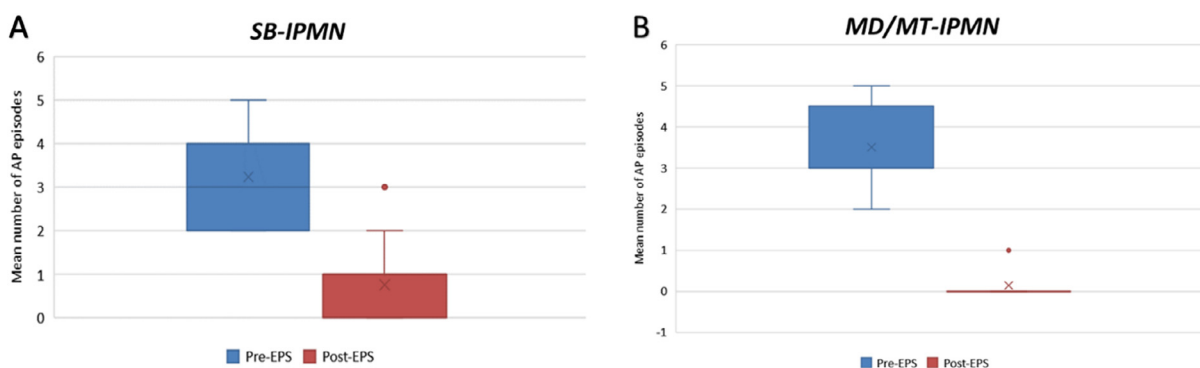 A
SB-IPMN
Mean number of AP episodes
6
5
4
3
2
1
0
Pre-EPS Post-EPS
B
MD/MT-IPMN
Mean number of AP episodes
6
5
4
3
2
1
0
-1
Pre-EPS Post-EPS